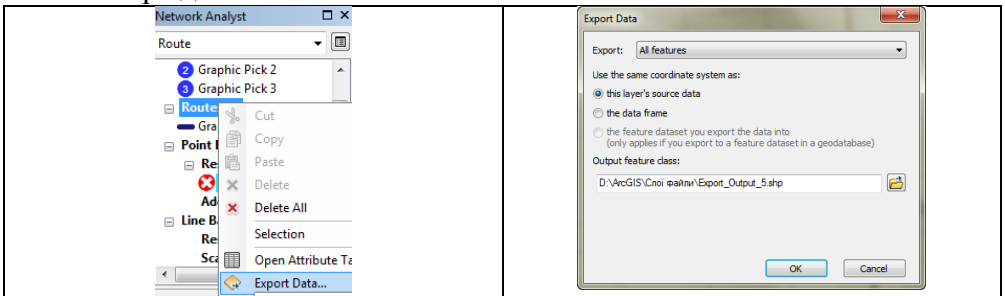 Network Analyst
Route
2 Graphic Pick 2
3 Graphic Pick 3
Route
Gra
Point
Re
Ad
Line B
Re
Sca
Cut
Copy
Paste
Delete
Delete All
Selection
Open Attribute Ta
Export Data...
Export Data
Export: All features
Use the same coordinate system as:
this layer's source data
the data frame
the feature dataset you export the data into
(only applies if you export to a feature dataset in a geodatabase)
Output feature class:
D:\ArcGIS\Слої файли\Export_Output_5.shp
OK Cancel